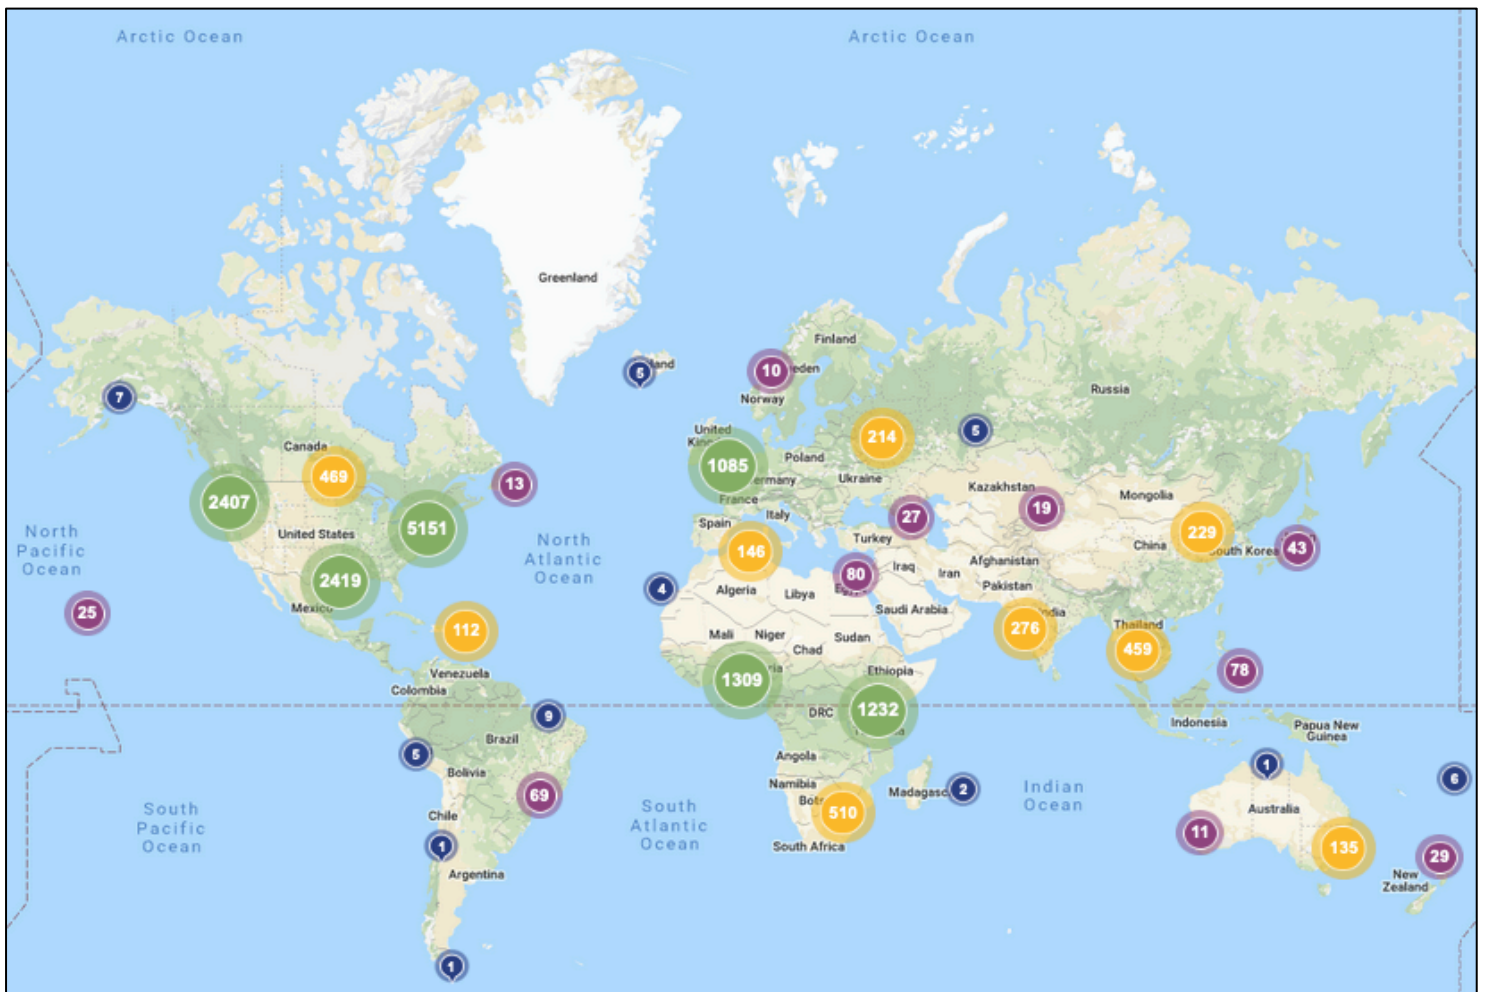 Arctic Ocean
Arctic Ocean
Greenland
Finland
5
10
Norway
Russia
7
United
214
5
Canada
Poland
1085
469
Ukraine
Kazakhstan
13
Mongolia
2407
France
19
5151
Spain
Italy
27
229
United States
Turkey
North
Pacific
Ocean
North
Atlantic
Ocean
China
South Korea
43
146
Afghanistan
Iraq
Iran
80
2419
Algeria
Libya
Pakistan
4
Mexico
Saudi Arabia
25
276
India
112
Mali
Niger
Sudan
Thailand
Chad
459
Venezuela
Ethiopia
78
Colombia
1309
1232
9
DRC
Indonesia
Papua New
Guinea
Brazil
5
Angola
1
Bolivia
6
69
Namibia
2
Indian
Ocean
South
Pacific
Ocean
South
Atlantic
Ocean
Chile
510
Australia
11
1
South Africa
135
29
Argentina
New
Zealand
1